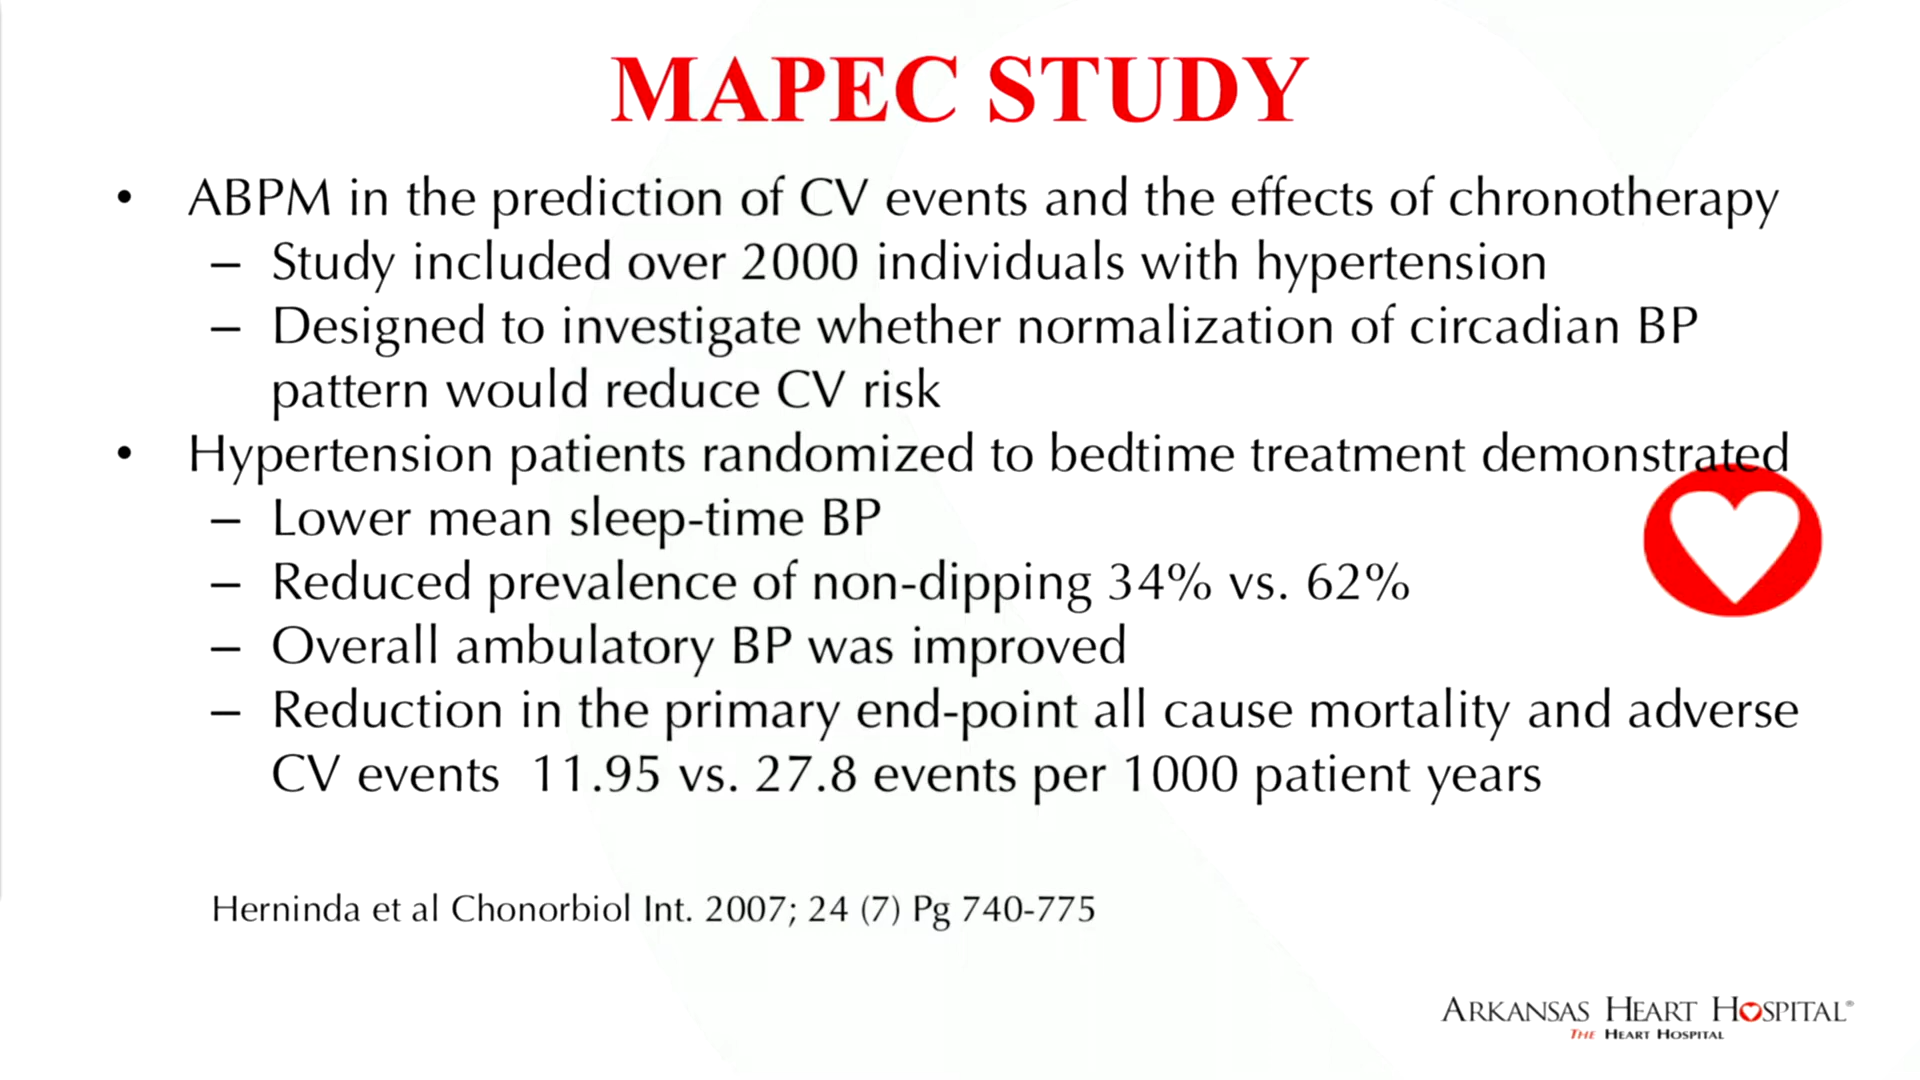 MAPEC STUDY
• ABPM in the prediction of CV events and the effects of chronotherapy
– Study included over 2000 individuals with hypertension
– Designed to investigate whether normalization of circadian BP
pattern would reduce CV risk
• Hypertension patients randomized to bedtime treatment demonstrated
– Lower mean sleep-time BP
– Reduced prevalence of non-dipping 34% vs. 62%
– Overall ambulatory BP was improved
– Reduction in the primary end-point all cause mortality and adverse
CV events 11.95 vs. 27.8 events per 1000 patient years
Herninda et al Chonorbiol Int. 2007; 24 (7) Pg 740-775
ARKANSAS HEART HOSPITAL®
THE HEART HOSPITAL